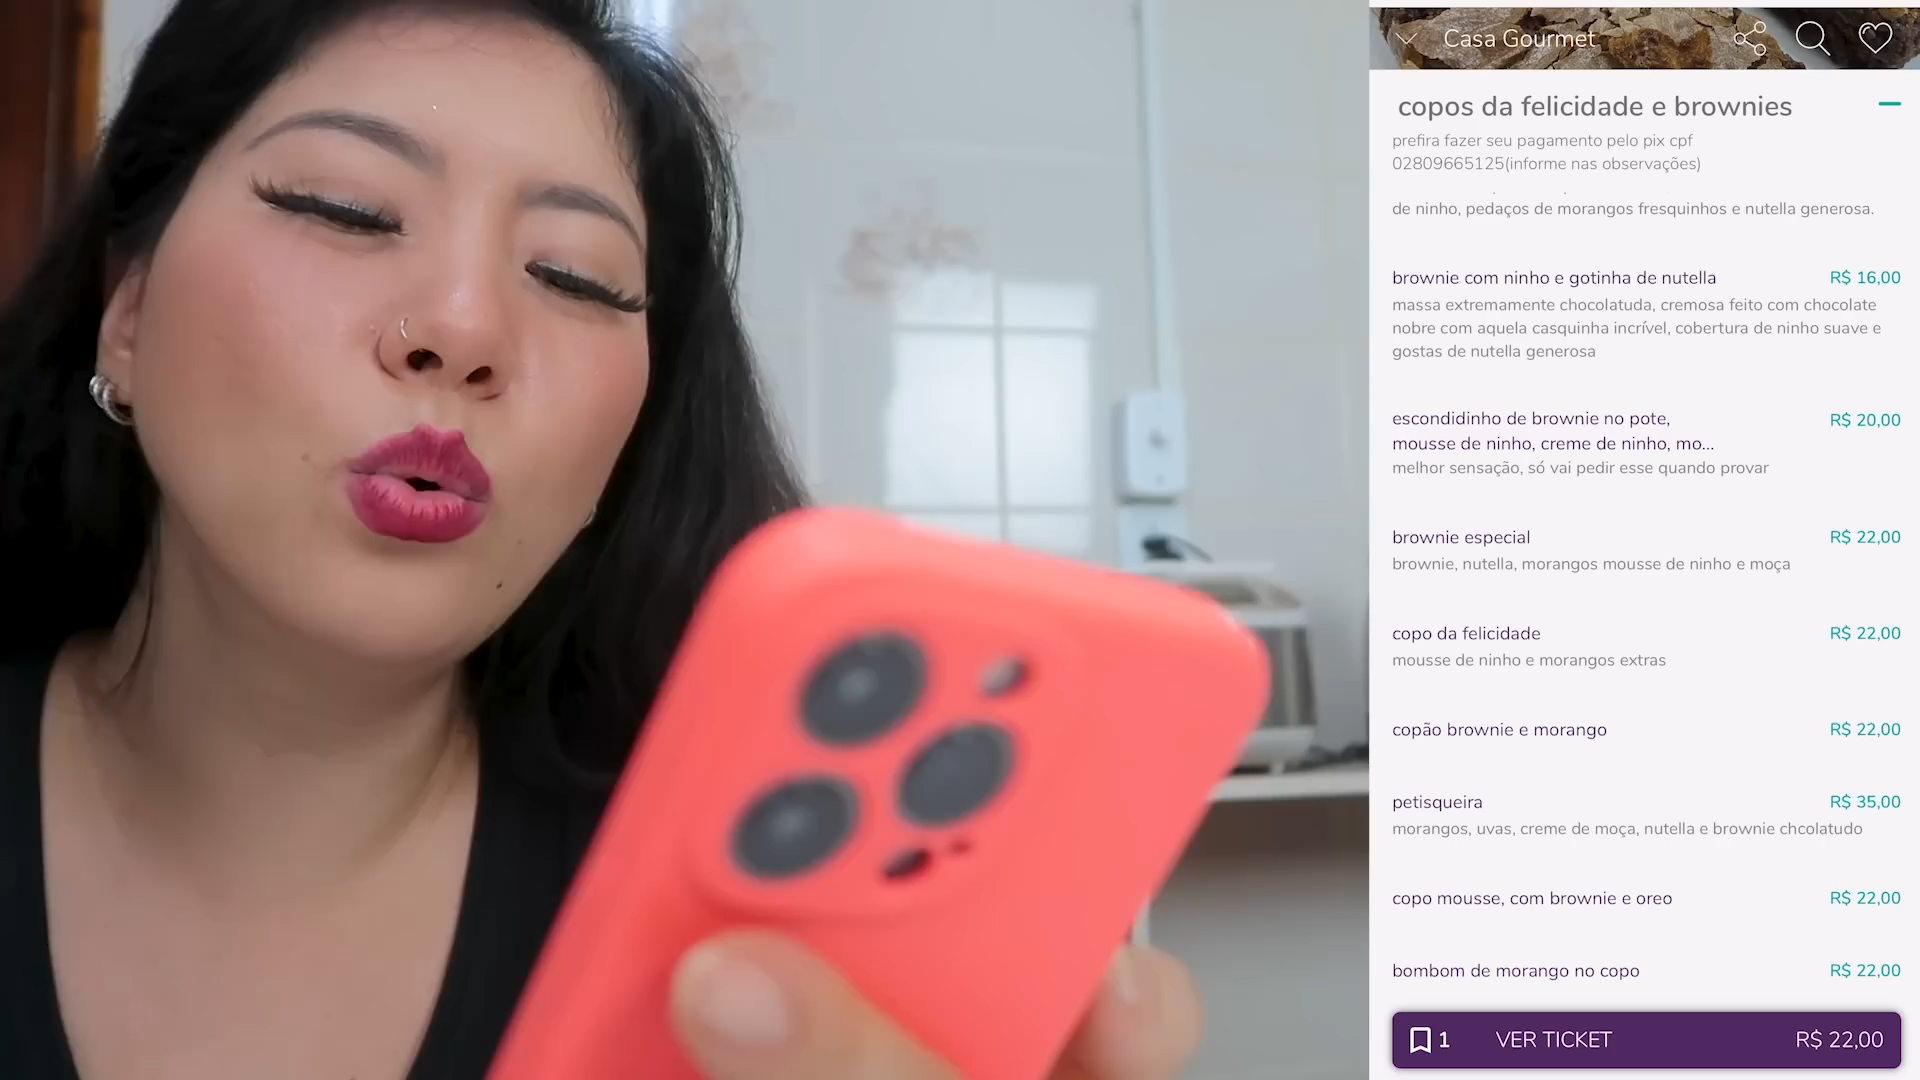 Casa Gourmet
copos da felicidade e brownies
prefira fazer seu pagamento pelo pix cpf
02809665125(informe nas observações)
de ninho, pedaços de morangos fresquinhos e nutella generosa.
brownie com ninho e gotinha de nutella R$ 16,00
massa extremamente chocolatuda, cremosa feito com chocolate
nobre com aquela casquinha incrível, cobertura de ninho suave e
gostas de nutella generosa
escondidinho de brownie no pote, R$ 20,00
mousse de ninho, creme de ninho, mo...
melhor sensação, só vai pedir esse quando provar
brownie especial R$ 22,00
brownie, nutella, morangos mousse de ninho e moça
copo da felicidade R$ 22,00
mousse de ninho e morangos extras
copão brownie e morango R$ 22,00
petisqueira R$ 35,00
morangos, uvas, creme de moça, nutella e brownie chcolatudo
copo mousse, com brownie e oreo R$ 22,00
bombom de morango no copo R$ 22,00
1 VER TICKET R$ 22,00